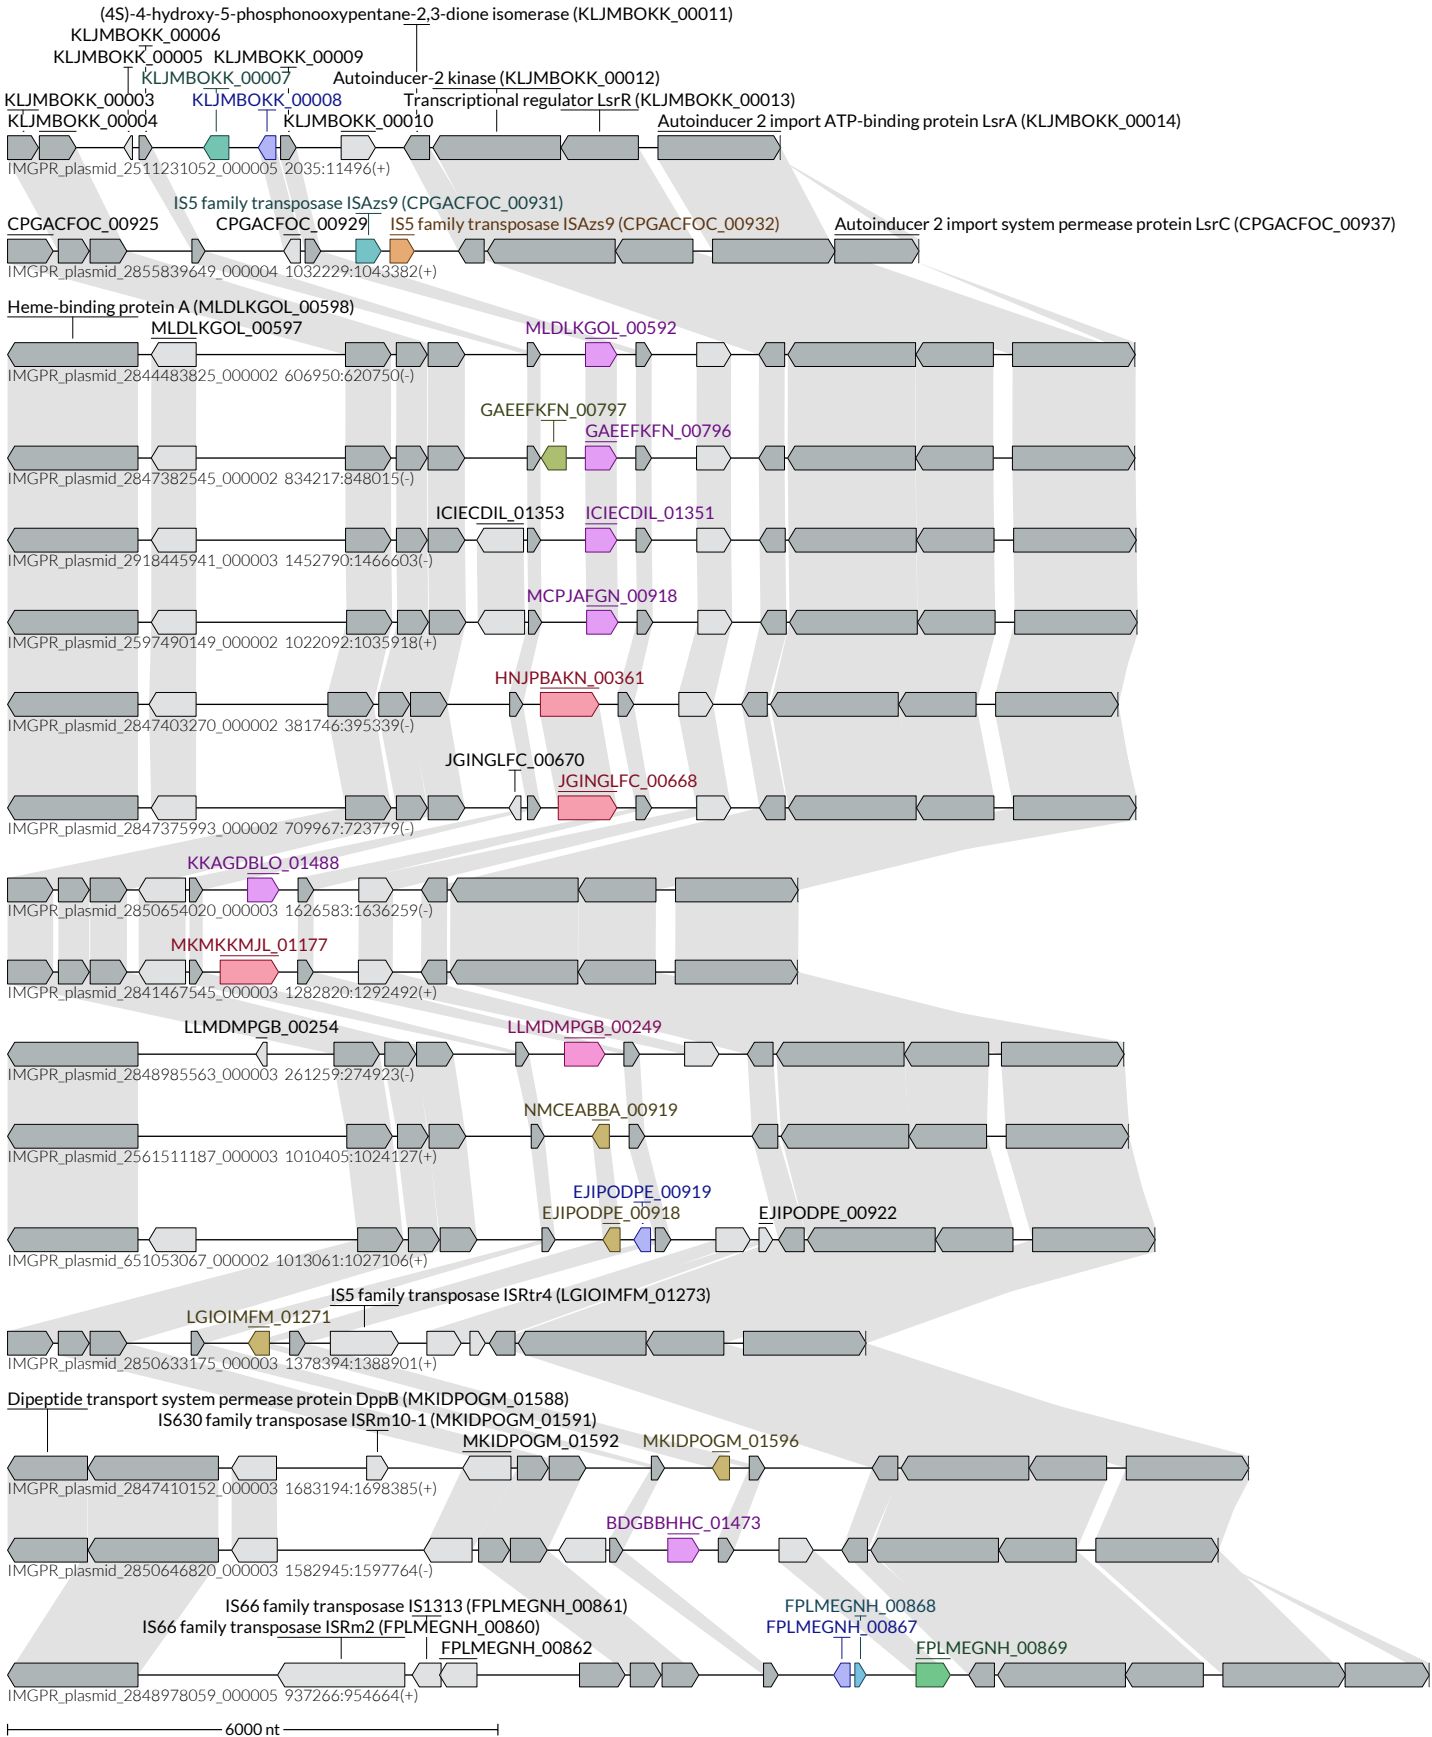 (4S)-4-hydroxy-5-phosphonooxypentane-2,3-dione isomerase (KLJMBOKK_00011)
KLJMBOKK_00006
KLJMBOKK_00005 KLJMBOKK_00009
KLJMBOKK_00007 Autoinducer-2 kinase (KLJMBOKK_00012)
KLJMBOKK_00003 KLJMBOKK_00008 Transcriptional regulator LsrR (KLJMBOKK_00013)
KLJMBOKK_00004 KLJMBOKK_00010 Autoinducer 2 import ATP-binding protein LsrA (KLJMBOKK_00014)
IMGPR_plasmid_2511231052_000005 2035:11496(+)
IS5 family transposase ISAzs9 (CPGACFOC_00931)
CPGACFOC_00925 CPGACFOC_00929 IS5 family transposase ISAzs9 (CPGACFOC_00932) Autoinducer 2 import system permease protein LsrC (CPGACFOC_00937)
IMGPR_plasmid_2855839649_000004 1032229:1043382(+)
Heme-binding protein A (MLDLKGOL_00598)
MLDLKGOL_00597 MLDLKGOL_00592
IMGPR_plasmid_2844483825_000002 606950:620750(-)
GAEEFKFN_00797
GAEEFKFN_00796
IMGPR_plasmid_2847382545_000002 834217:848015(-)
ICIECDIL_01353 ICIECDIL_01351
IMGPR_plasmid_2918445941_000003 1452790:1466603(-)
MCPJAFGN_00918
IMGPR_plasmid_2597490149_000002 1022092:1035918(+)
HNJPBAKN_00361
IMGPR_plasmid_2847403270_000002 381746:395339(-)
JGINGLFC_00670
JGINGLFC_00668
IMGPR_plasmid_2847375993_000002 709967:723779(-)
KKAGDBLO_01488
IMGPR_plasmid_2850654020_000003 1626583:1636259(-)
MKMKKMJL_01177
IMGPR_plasmid_2841467545_000003 1282820:1292492(+)
LLMDMPGB_00254 LLMDMPGB_00249
IMGPR_plasmid_2848985563_000003 261259:274923(-)
NMCEABBA_00919
IMGPR_plasmid_2561511187_000003 1010405:1024127(+)
EJIPODPE_00919
EJIPODPE_00918 EJIPODPE_00922
IMGPR_plasmid_651053067_000002 1013061:1027106(+)
IS5 family transposase ISRtr4 (LGIOIMFM_01273)
LGIOIMFM_01271
IMGPR_plasmid_2850633175_000003 1378394:1388901(+)
Dipeptide transport system permease protein DppB (MKIDPOGM_01588)
IS630 family transposase ISRm10-1 (MKIDPOGM_01591)
MKIDPOGM_01592 MKIDPOGM_01596
IMGPR_plasmid_2847410152_000003 1683194:1698385(+)
BDGBBHHC_01473
IMGPR_plasmid_2850646820_000003 1582945:1597764(-)
IS66 family transposase IS1313 (FPLMEGNH_00861) FPLMEGNH_00868
IS66 family transposase ISRm2 (FPLMEGNH_00860) FPLMEGNH_00867
FPLMEGNH_00862 FPLMEGNH_00869
IMGPR_plasmid_2848978059_000005 937266:954664(+)
6000 nt